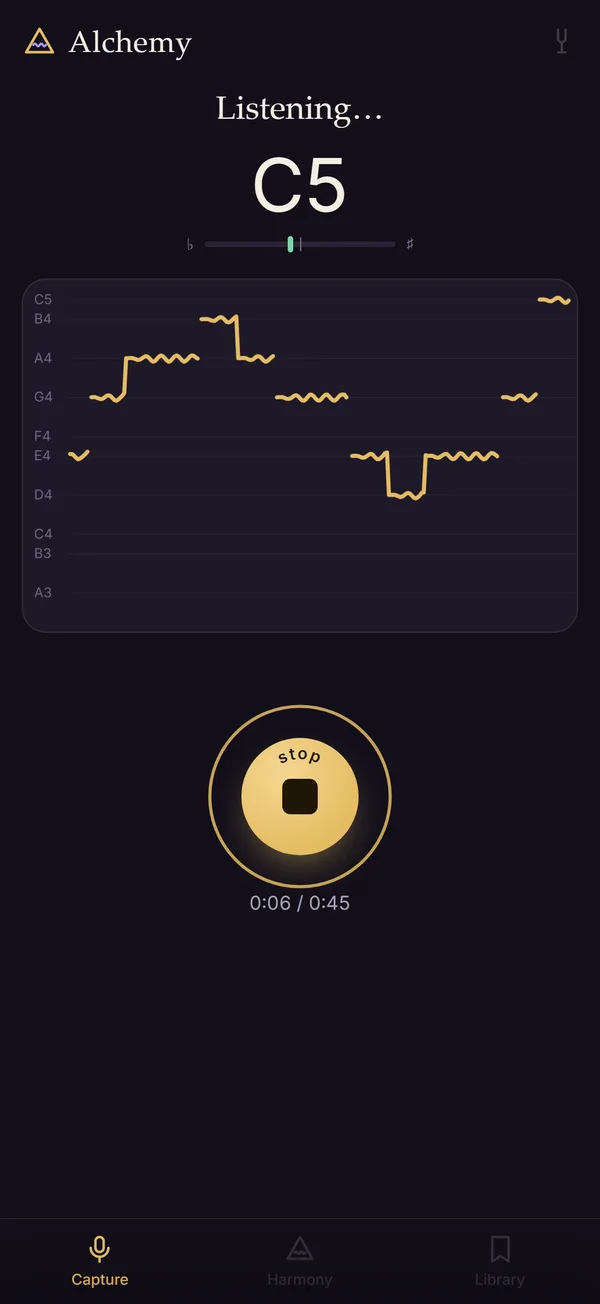 Alchemy
Listening...
C5
♭ ♯
C5
B4
A4
G4
F4
E4
D4
C4
B3
A3
stop
0:06 / 0:45
Capture Harmony Library